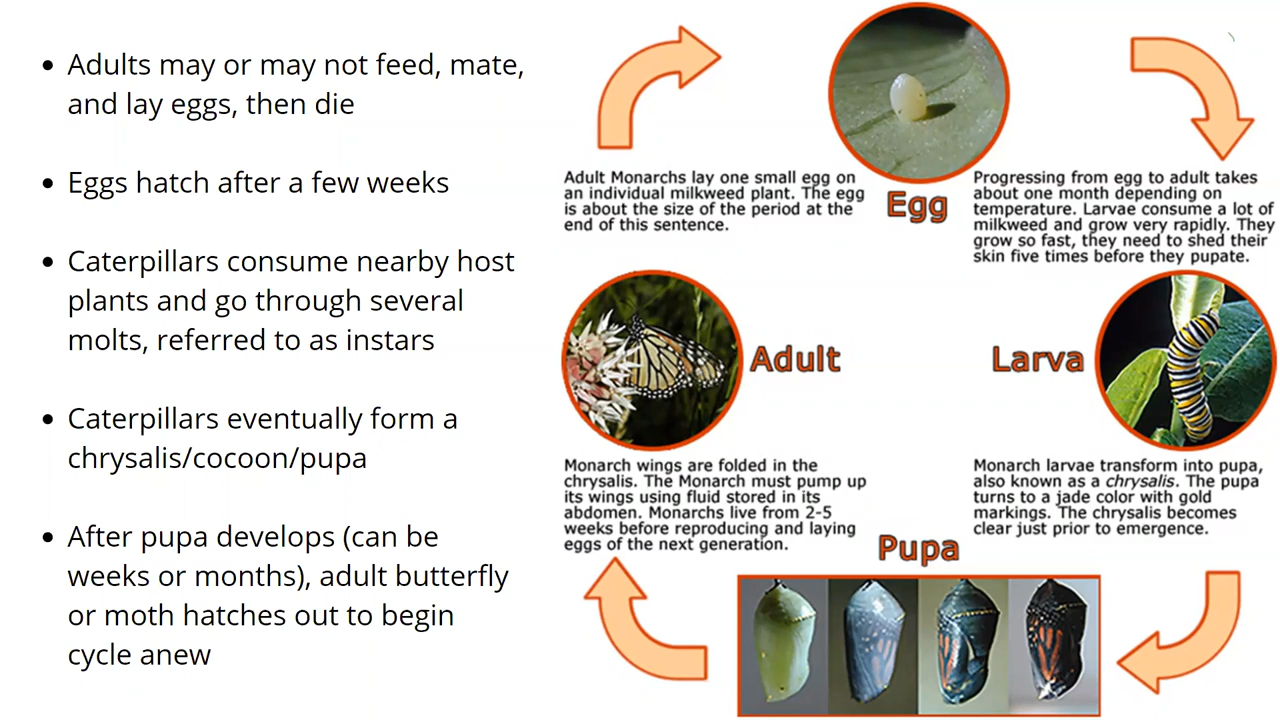 • Adults may or may not feed, mate,
and lay eggs, then die
• Eggs hatch after a few weeks
• Caterpillars consume nearby host
plants and go through several
molts, referred to as instars
• Caterpillars eventually form a
chrysalis/cocoon/pupa
• After pupa develops (can be
weeks or months), adult butterfly
or moth hatches out to begin
cycle anew
Adult Monarchs lay one small egg on
an individual milkweed plant. The egg
is about the size of the period at the
end of this sentence.
Egg
Progressing from egg to adult takes
about one month depending on
temperature. Larvae consume a lot of
milkweed and grow very rapidly. They
grow so fast, they need to shed their
skin five times before they pupate.
Adult
Larva
Monarch wings are folded in the
chrysalis. The Monarch must pump up
its wings using fluid stored in its
abdomen. Monarchs live from 2-5
weeks before reproducing and laying
eggs of the next generation.
Monarch larvae transform into pupa,
also known as a chrysalis. The pupa
turns to a jade color with gold
markings. The chrysalis becomes
clear just prior to emergence.
Pupa